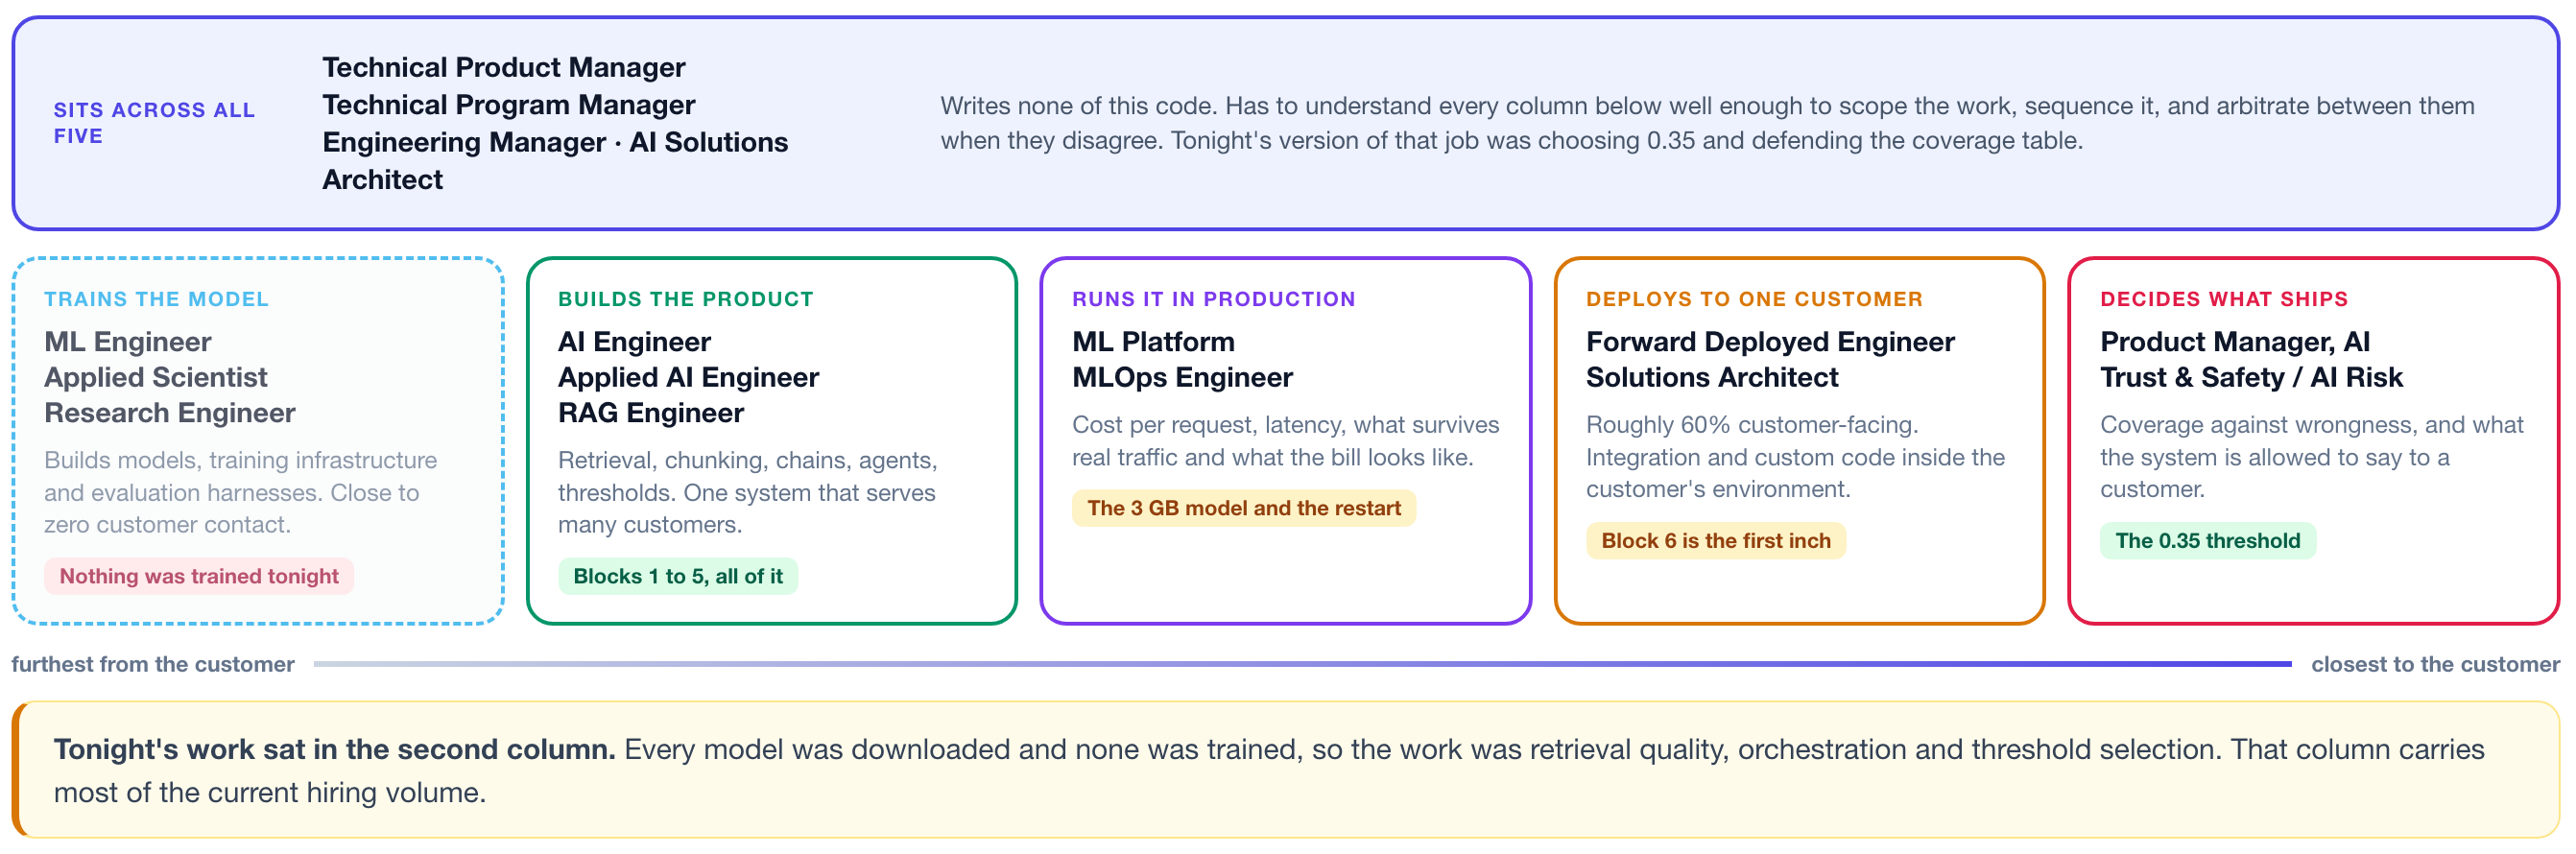 SITS ACROSS ALL
FIVE
Technical Product Manager
Technical Program Manager
Engineering Manager · AI Solutions
Architect
Writes none of this code. Has to understand every column below well enough to scope the work, sequence it, and arbitrate between them
when they disagree. Tonight's version of that job was choosing 0.35 and defending the coverage table.
TRAINS THE MODEL
ML Engineer
Applied Scientist
Research Engineer
Builds models, training infrastructure
and evaluation harnesses. Close to
zero customer contact.
Nothing was trained tonight
BUILDS THE PRODUCT
AI Engineer
Applied AI Engineer
RAG Engineer
Retrieval, chunking, chains, agents,
thresholds. One system that serves
many customers.
Blocks 1 to 5, all of it
RUNS IT IN PRODUCTION
ML Platform
MLOps Engineer
Cost per request, latency, what survives
real traffic and what the bill looks like.
The 3 GB model and the restart
DEPLOYS TO ONE CUSTOMER
Forward Deployed Engineer
Solutions Architect
Roughly 60% customer-facing.
Integration and custom code inside the
customer's environment.
Block 6 is the first inch
DECIDES WHAT SHIPS
Product Manager, AI
Trust & Safety / AI Risk
Coverage against wrongness, and what
the system is allowed to say to a
customer.
The 0.35 threshold
furthest from the customer
closest to the customer
Tonight's work sat in the second column. Every model was downloaded and none was trained, so the work was retrieval quality, orchestration and threshold selection. That column carries
most of the current hiring volume.